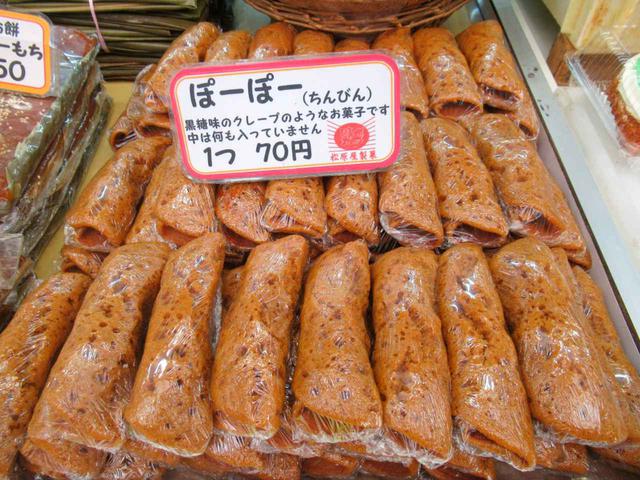 餅
ーもち
50
ぽーぽー(ちんびん)
黒糖味のクレープのようなお菓子です
中は何も入っていません
1つ 70円
松原屋製菓